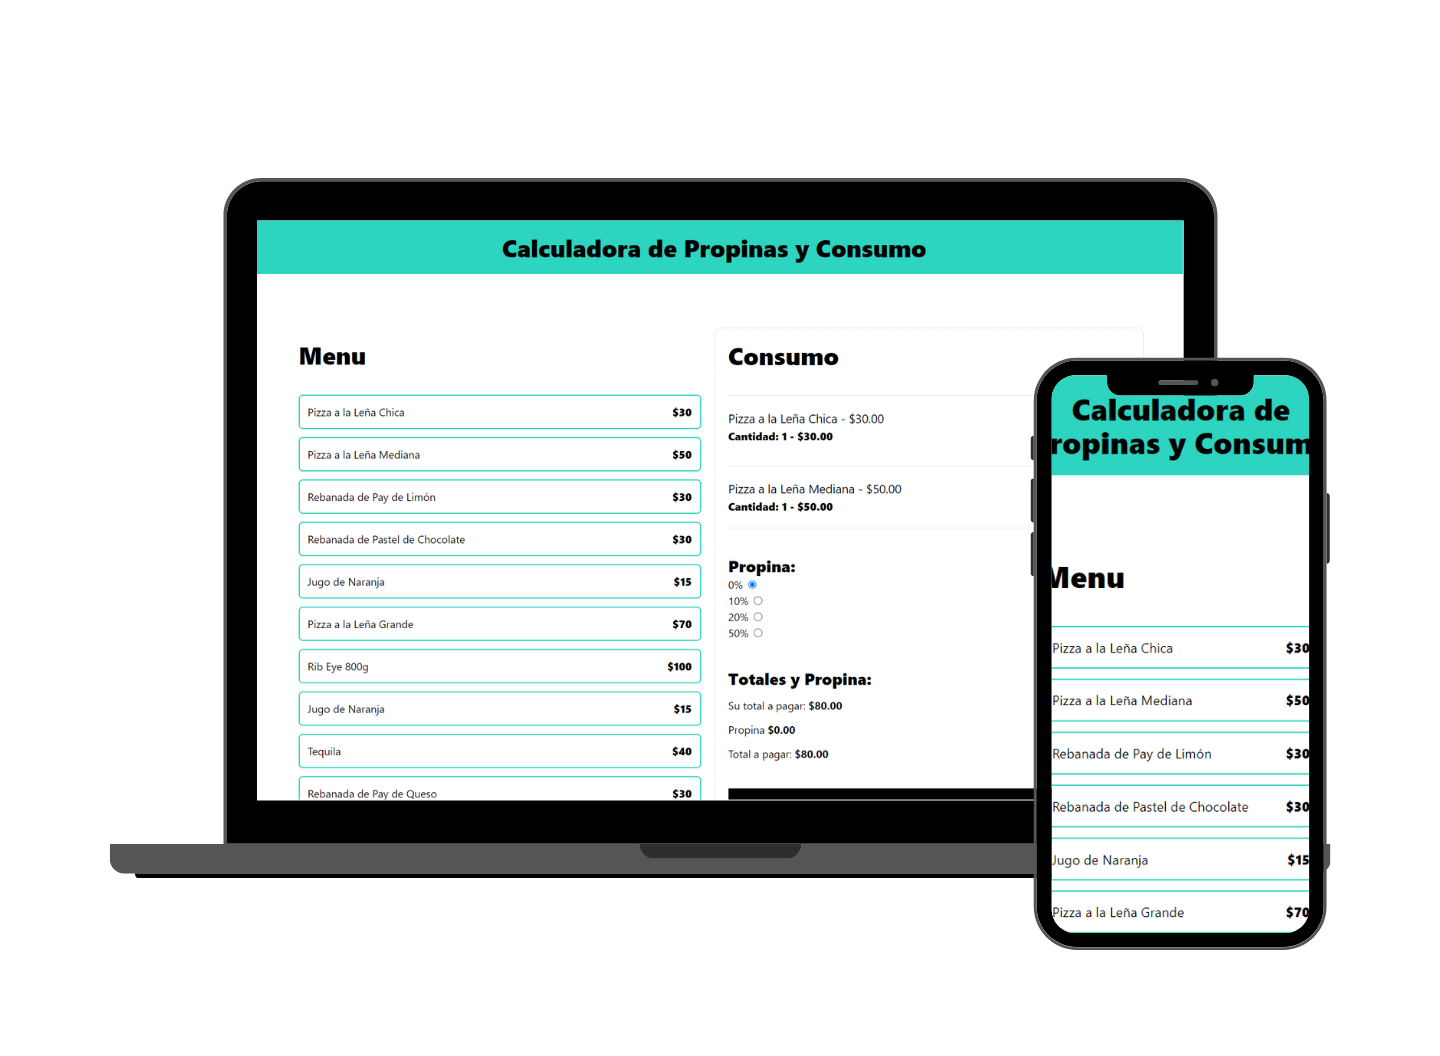 Calculadora de Propinas y Consumo
Menu
Pizza a la Leña Chica $30
Pizza a la Leña Mediana $50
Rebanada de Pay de Limón $30
Rebanada de Pastel de Chocolate $30
Jugo de Naranja $15
Pizza a la Leña Grande $70
Rib Eye 800g $100
Jugo de Naranja $15
Tequila $40
Rebanada de Pay de Queso $30
Consumo
Pizza a la Leña Chica - $30.00
Cantidad: 1 - $30.00
Pizza a la Leña Mediana - $50.00
Cantidad: 1 - $50.00
Propina:
0%
10%
20%
50%
Totales y Propina:
Su total a pagar: $80.00
Propina $0.00
Total a pagar: $80.00
Calculadora de
ropinas y Consum
Menu
Pizza a la Leña Chica $30
Pizza a la Leña Mediana $50
Rebanada de Pay de Limón $30
Rebanada de Pastel de Chocolate $30
Jugo de Naranja $15
Pizza a la Leña Grande $70